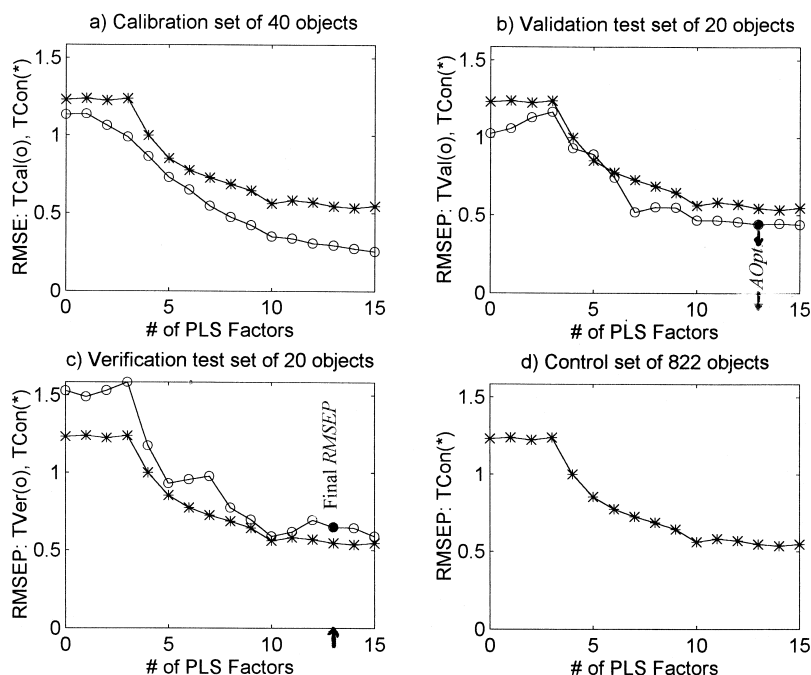 a) Calibration set of 40 objects
RMSE: TCal(o), TCon(*)
1.5
1
0.5
0
0
5
10
15
# of PLS Factors
b) Validation test set of 20 objects
RMSEP: TVal(o), TCon(*)
1.5
1
0.5
0
0
5
10
15
AOpt
# of PLS Factors
c) Verification test set of 20 objects
RMSEP: TVer(o), TCon(*)
1.5
1
0.5
0
0
5
10
15
Final RMSEP
# of PLS Factors
d) Control set of 822 objects
RMSEP: TCon(*)
1.5
1
0.5
0
0
5
10
15
# of PLS Factors